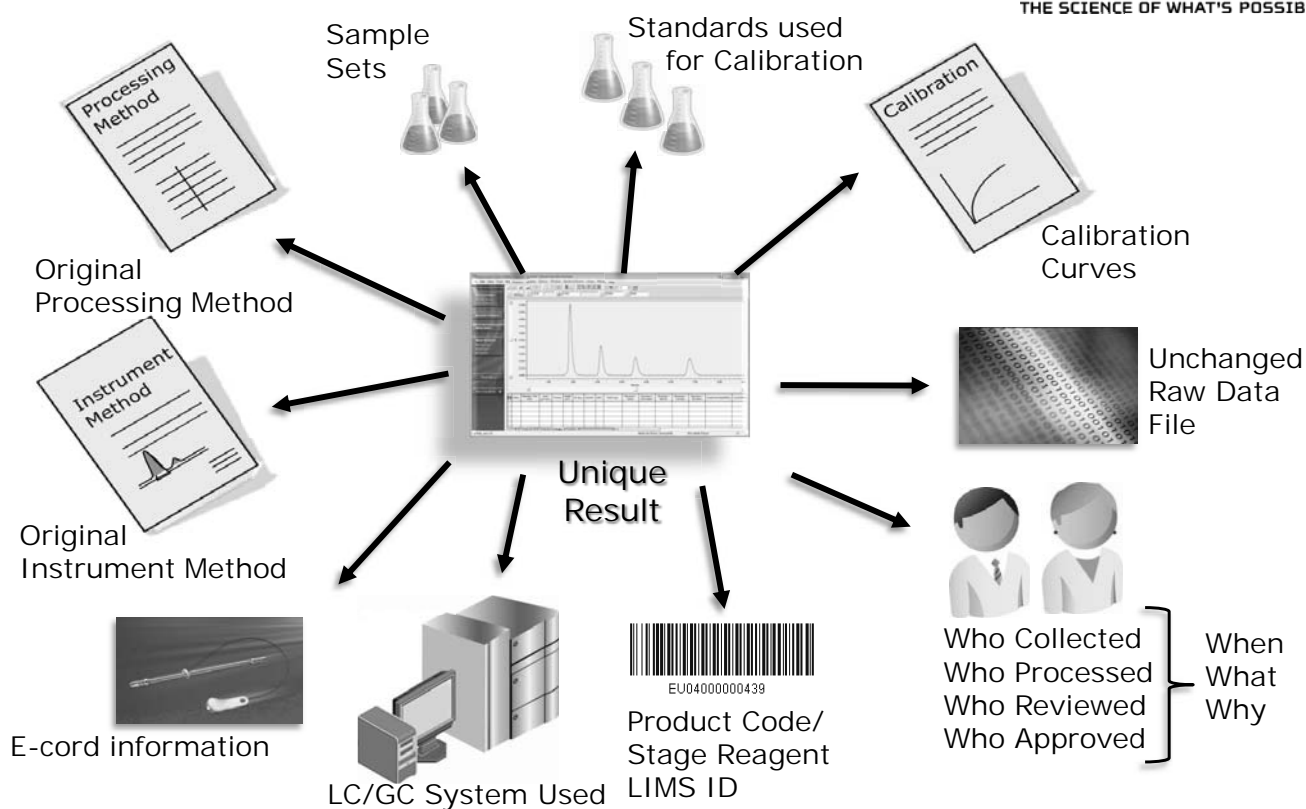 THE SCIENCE OF WHAT'S POSSIB
Sample
Sets
Standards used
for Calibration
Processing
Method
Calibration
Original
Processing Method
Calibration
Curves
Instrument
Method
Unchanged
Raw Data
File
Unique
Result
Original
Instrument Method
E-cord information
LC/GC System Used
EU04000000439
Product Code/
Stage Reagent
LIMS ID
Who Collected
Who Processed
Who Reviewed
Who Approved
When
What
Why